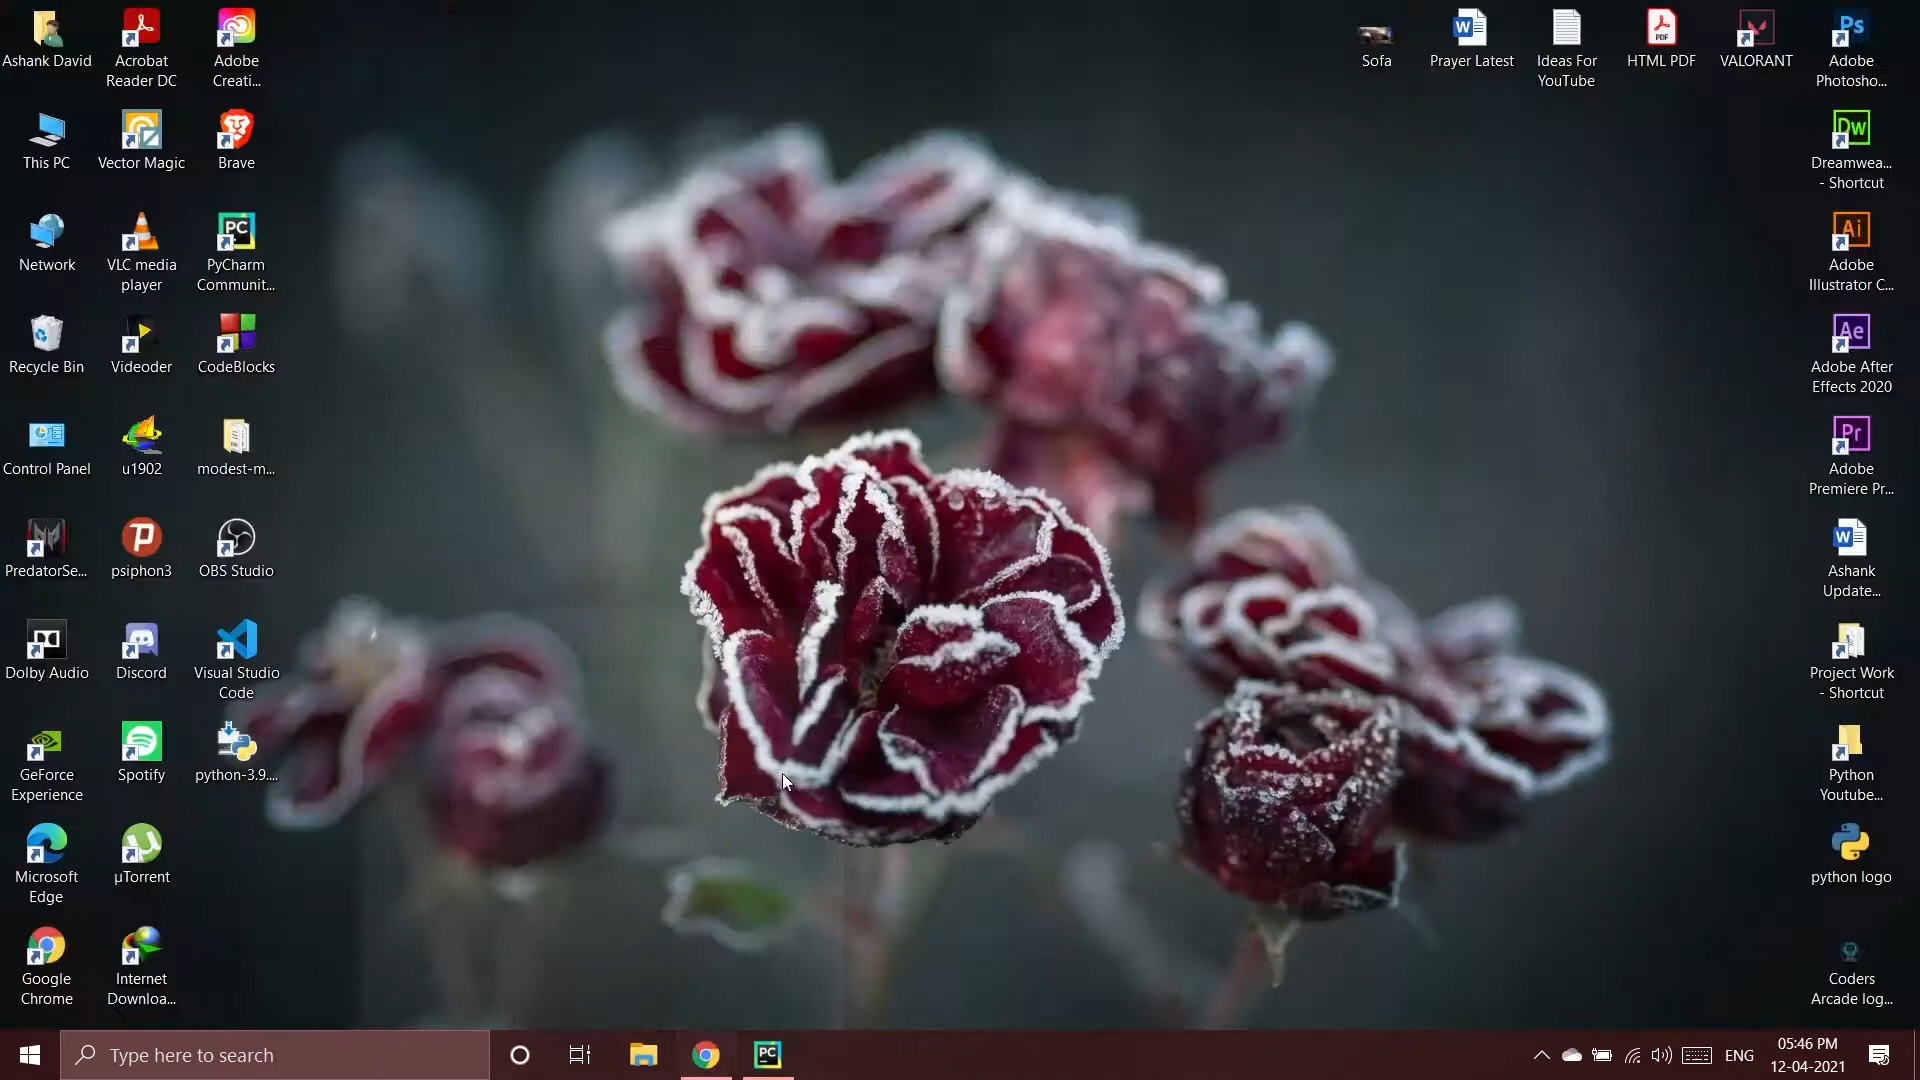 Ashank David
Acrobat
Reader DC
Adobe
Creati...
This PC
Vector Magic
Brave
Network
VLC media
player
PyCharm
Communit...
Recycle Bin
Videoder
CodeBlocks
Control Panel
u1902
modest-m...
PredatorSe...
psiphon3
OBS Studio
Dolby Audio
Discord
Visual Studio
Code
GeForce
Experience
Spotify
python-3.9....
Microsoft
Edge
µTorrent
Google
Chrome
Internet
Downloa...
Sofa
Prayer Latest
Ideas For
YouTube
HTML PDF
VALORANT
Adobe
Photosho...
Dreamwea...
- Shortcut
Adobe
Illustrator C...
Adobe After
Effects 2020
Adobe
Premiere Pr...
Ashank
Update...
Project Work
- Shortcut
Python
Youtube...
python logo
Coders
Arcade log...
Type here to search
ENG
05:46 PM
12-04-2021